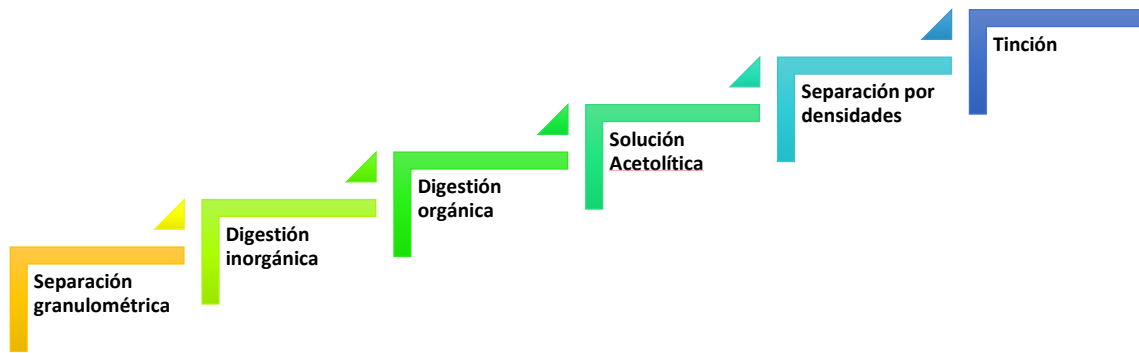 Separación
granulométrica
Digestión
inorgánica
Digestión
orgánica
Solución
Acetolítica
Separación por
densidades
Tinción